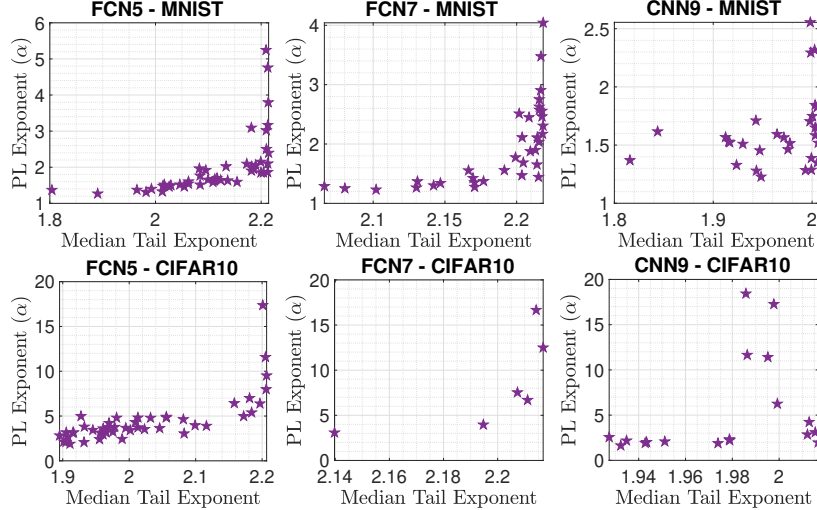 FCN5 - MNIST
PL Exponent (α)
6
5
4
3
2
1
1.8 2 2.2
Median Tail Exponent
FCN7 - MNIST
PL Exponent (α)
4
3
2
1
2.1 2.15 2.2
Median Tail Exponent
CNN9 - MNIST
PL Exponent (α)
2.5
2
1.5
1
1.8 1.9 2
Median Tail Exponent
FCN5 - CIFAR10
PL Exponent (α)
20
15
10
5
0
1.9 2 2.1 2.2
Median Tail Exponent
FCN7 - CIFAR10
PL Exponent (α)
20
15
10
5
0
2.14 2.16 2.18 2.2 2.22
Median Tail Exponent
CNN9 - CIFAR10
PL Exponent (α)
20
15
10
5
0
1.94 1.96 1.98 2
Median Tail Exponent